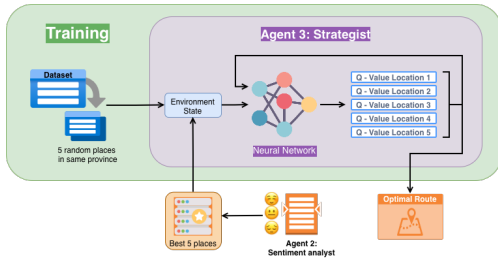 Training
Agent 3: Strategist
Dataset
5 random places
in same province
Environment
State
Neural Network
Q - Value Location 1
Q - Value Location 2
Q - Value Location 3
Q - Value Location 4
Q - Value Location 5
Best 5 places
Agent 2:
Sentiment analyst
Optimal Route